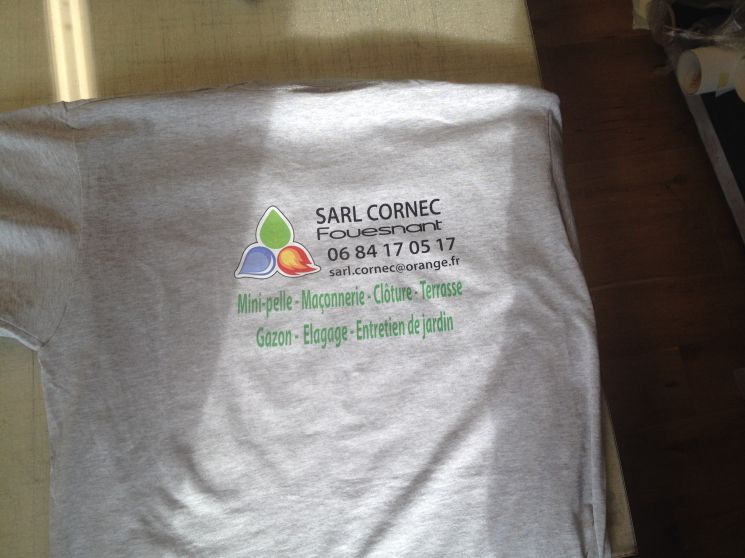 SARL CORNEC
Fouesnant
06 84 17 05 17
sarl.cornec@orange.fr
Mini-pelle - Maçonnerie - Clôture - Terrasse
Gazon - Elagage - Entretien de jardin